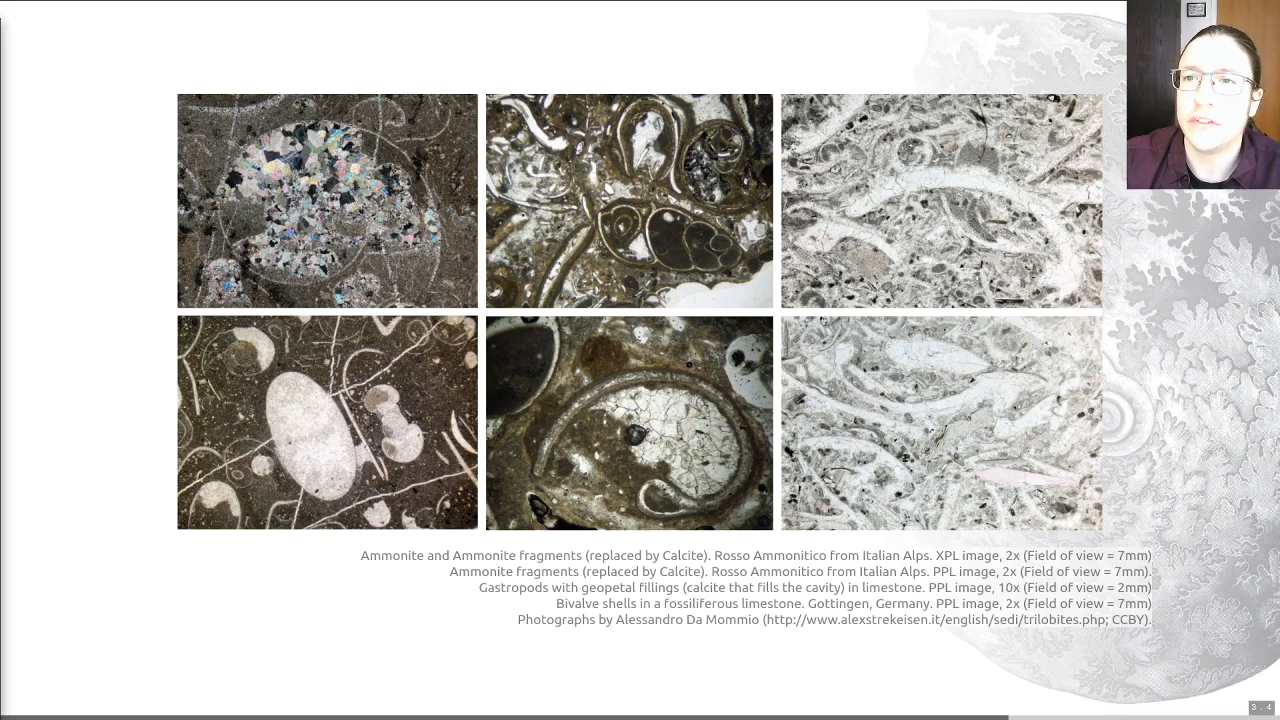 Ammonite and Ammonite fragments (replaced by Calcite). Rosso Ammonitico from Italian Alps. XPL image, 2x (Field of view = 7mm)
Ammonite fragments (replaced by Calcite). Rosso Ammonitico from Italian Alps. PPL image, 2x (Field of view = 7mm).
Gastropods with geopetal fillings (calcite that fills the cavity) in limestone. PPL image, 10x (Field of view = 2mm)
Bivalve shells in a fossiliferous limestone. Gottingen, Germany. PPL image, 2x (Field of view = 7mm)
Photographs by Alessandro Da Mommio (http://www.alexstrekeisen.it/english/sedi/trilobites.php; CCBY).
3 . 4